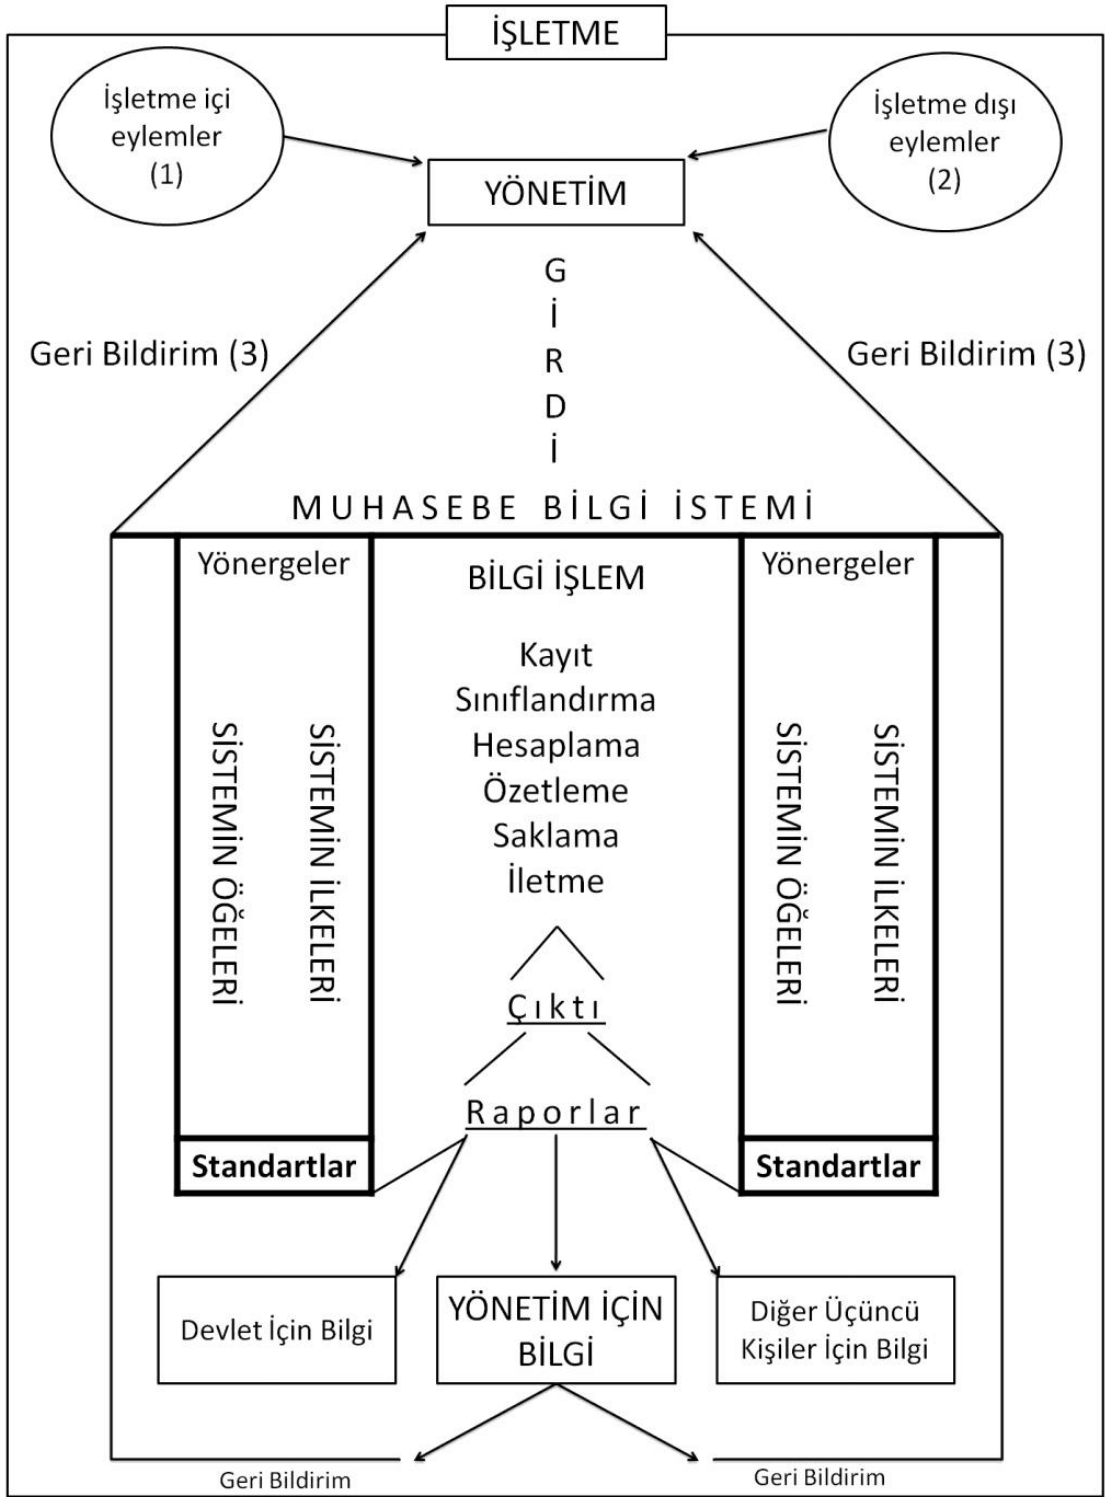 İŞLETME
İşletme içi
eylemler
(1)
İşletme dışı
eylemler
(2)
YÖNETİM
G
İ
R
D
İ
Geri Bildirim (3)
Geri Bildirim (3)
MUHASEBE BİLGİ İSTEMİ
Yönergeler
SİSTEMİN ÖĞELERİ
SİSTEMİN İLKELERİ
Standartlar
BİLGİ İŞLEM
Kayıt
Sınıflandırma
Hesaplama
Özetleme
Saklama
İletme
Çıktı
Raporlar
Yönergeler
SİSTEMİN ÖĞELERİ
SİSTEMİN İLKELERİ
Standartlar
Devlet İçin Bilgi
YÖNETİM İÇİN
BİLGİ
Diğer Üçüncü
Kişiler İçin Bilgi
Geri Bildirim
Geri Bildirim